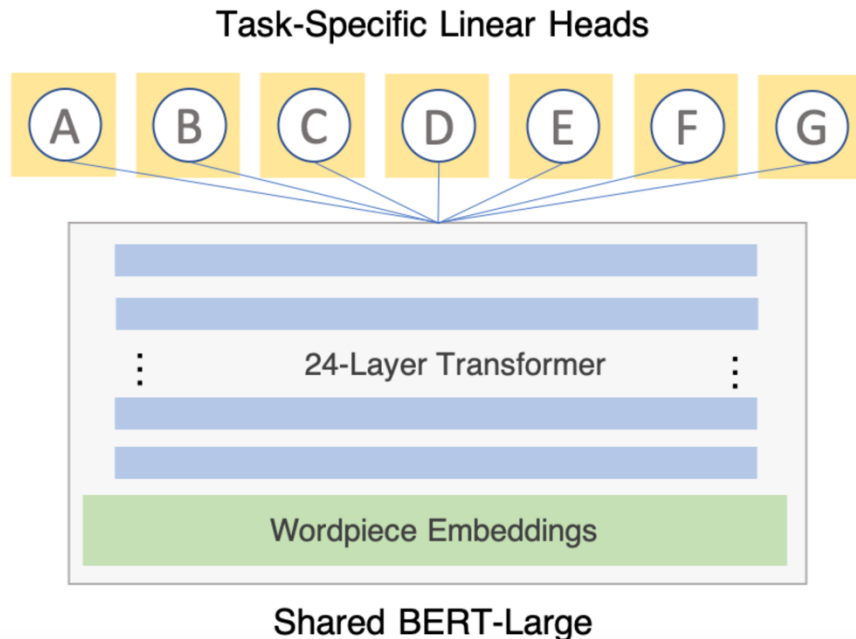 Task-Specific Linear Heads
A B C D E F G
24-Layer Transformer
Wordpiece Embeddings
Shared BERT-Large